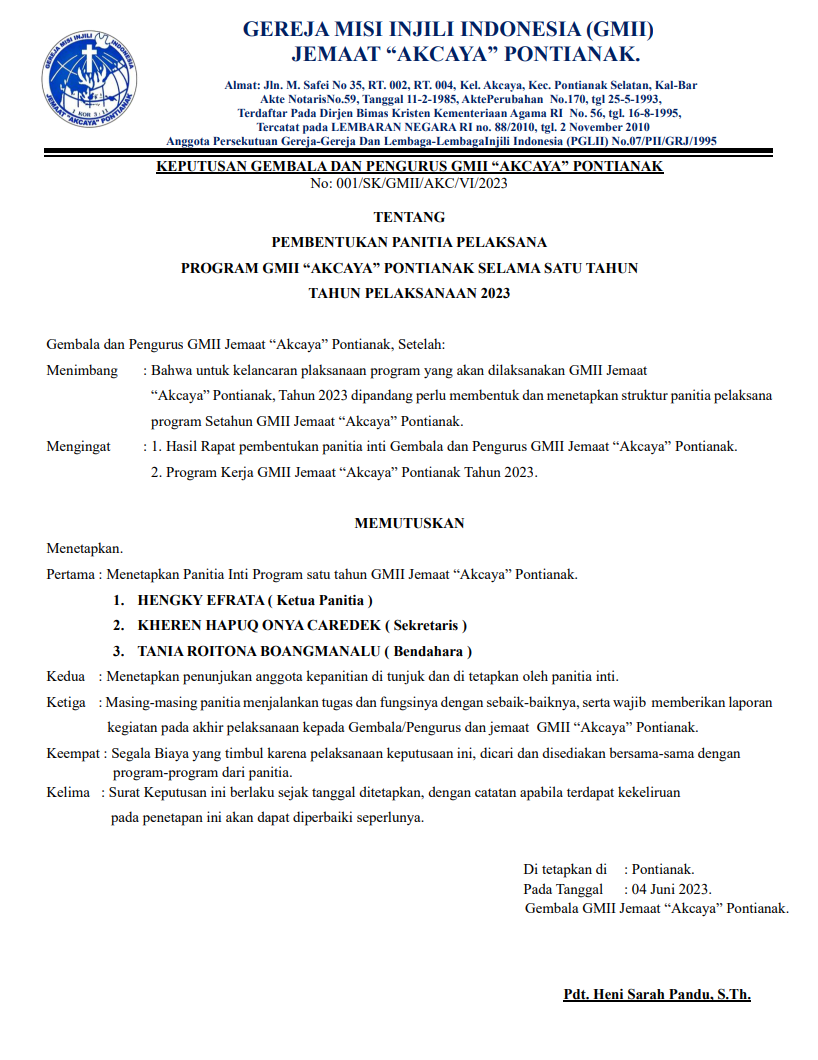 GEREJA MISI INJILI INDONESIA (GMII)
JEMAAT “AKCAYA” PONTIANAK.
GEREJA MISI INJILI INDONESIA
I KOR 3 : 11
JEMAAT "AKCAYA" PONTIANAK
Almat: Jln. M. Safei No 35, RT. 002, RT. 004, Kel. Akcaya, Kec. Pontianak Selatan, Kal-Bar
Akte NotarisNo.59, Tanggal 11-2-1985, AktePerubahan No.170, tgl 25-5-1993,
Terdaftar Pada Dirjen Bimas Kristen Kementeriaan Agama RI No. 56, tgl. 16-8-1995,
Tercatat pada LEMBARAN NEGARA RI no. 88/2010, tgl. 2 November 2010
Anggota Persekutuan Gereja-Gereja Dan Lembaga-LembagaInjili Indonesia (PGLII) No.07/PII/GRJ/1995
KEPUTUSAN GEMBALA DAN PENGURUS GMII “AKCAYA” PONTIANAK
No: 001/SK/GMII/AKC/VI/2023
TENTANG
PEMBENTUKAN PANITIA PELAKSANA
PROGRAM GMII “AKCAYA” PONTIANAK SELAMA SATU TAHUN
TAHUN PELAKSANAAN 2023
Gembala dan Pengurus GMII Jemaat “Akcaya” Pontianak, Setelah:
Menimbang : Bahwa untuk kelancaran plaksanaan program yang akan dilaksanakan GMII Jemaat
“Akcaya” Pontianak, Tahun 2023 dipandang perlu membentuk dan menetapkan struktur panitia pelaksana
program Setahun GMII Jemaat “Akcaya” Pontianak.
Mengingat : 1. Hasil Rapat pembentukan panitia inti Gembala dan Pengurus GMII Jemaat “Akcaya” Pontianak.
2. Program Kerja GMII Jemaat “Akcaya” Pontianak Tahun 2023.
MEMUTUSKAN
Menetapkan.
Pertama : Menetapkan Panitia Inti Program satu tahun GMII Jemaat “Akcaya” Pontianak.
1. HENGKY EFRATA ( Ketua Panitia )
2. KHEREN HAPUQ ONYA CAREDEK ( Sekretaris )
3. TANIA ROITONA BOANGMANALU ( Bendahara )
Kedua : Menetapkan penunjukan anggota kepanitian di tunjuk dan di tetapkan oleh panitia inti.
Ketiga : Masing-masing panitia menjalankan tugas dan fungsinya dengan sebaik-baiknya, serta wajib memberikan laporan
kegiatan pada akhir pelaksanaan kepada Gembala/Pengurus dan jemaat GMII “Akcaya” Pontianak.
Keempat : Segala Biaya yang timbul karena pelaksanaan keputusaan ini, dicari dan disediakan bersama-sama dengan
program-program dari panitia.
Kelima : Surat Keputusan ini berlaku sejak tanggal ditetapkan, dengan catatan apabila terdapat kekeliruan
pada penetapan ini akan dapat diperbaiki seperlunya.
Di tetapkan di : Pontianak.
Pada Tanggal : 04 Juni 2023.
Gembala GMII Jemaat “Akcaya” Pontianak.
Pdt. Heni Sarah Pandu, S.Th.